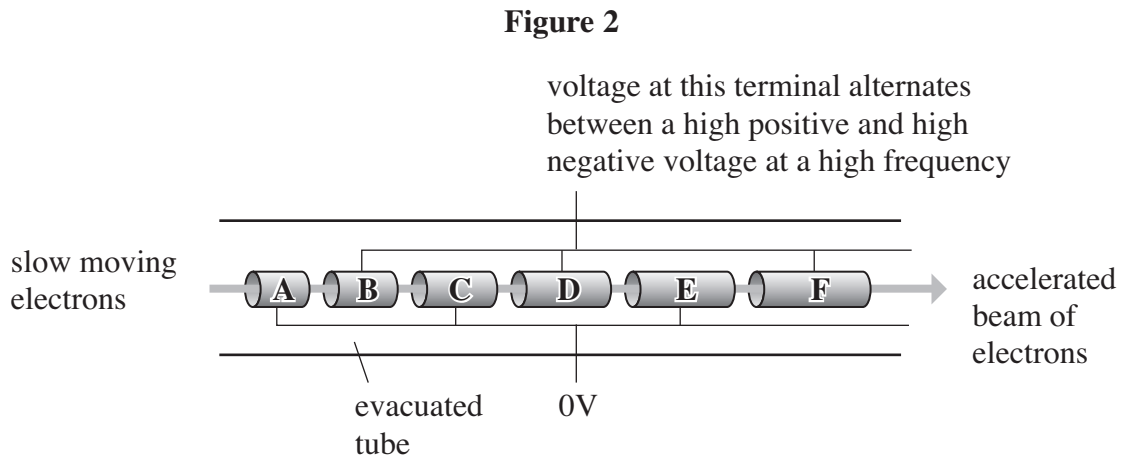 Figure 2
voltage at this terminal alternates
between a high positive and high
negative voltage at a high frequency
slow moving
electrons
A B C D E F
accelerated
beam of
electrons
evacuated
tube
0V